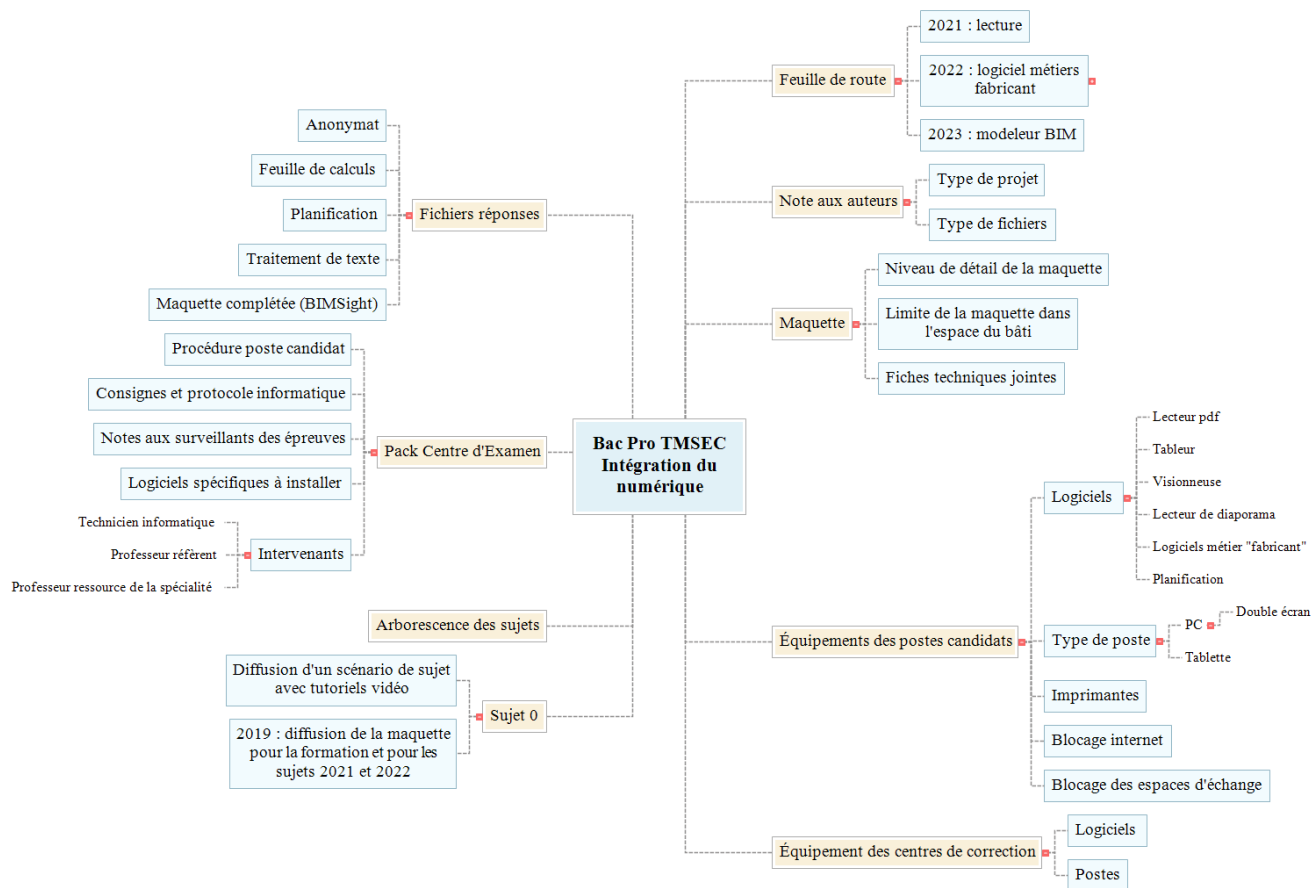 Bac Pro TMSEC
Intégration du
numérique
Feuille de route
2021 : lecture
2022 : logiciel métiers
fabricant
2023 : modeleur BIM
Note aux auteurs
Type de projet
Type de fichiers
Maquette
Niveau de détail de la maquette
Limite de la maquette dans
l'espace du bâti
Fiches techniques jointes
Équipements des postes candidats
Logiciels
Lecteur pdf
Tableur
Visionneuse
Lecteur de diaporama
Logiciels métier "fabricant"
Planification
Type de poste
PC
Double écran
Tablette
Imprimantes
Blocage internet
Blocage des espaces d'échange
Équipement des centres de correction
Logiciels
Postes
Fichiers réponses
Anonymat
Feuille de calculs
Planification
Traitement de texte
Maquette complétée (BIMSight)
Pack Centre d'Examen
Procédure poste candidat
Consignes et protocole informatique
Notes aux surveillants des épreuves
Logiciels spécifiques à installer
Intervenants
Technicien informatique
Professeur réfèrent
Professeur ressource de la spécialité
Arborescence des sujets
Sujet 0
Diffusion d'un scénario de sujet
avec tutoriels vidéo
2019 : diffusion de la maquette
pour la formation et pour les
sujets 2021 et 2022